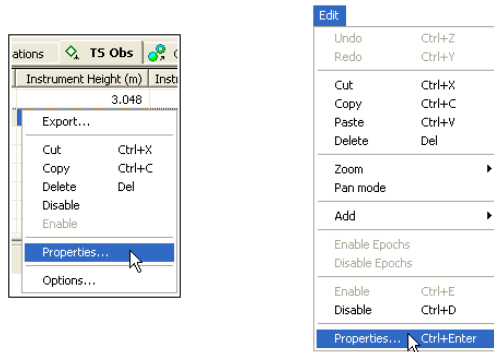 ations TS Obs
Instrument Height (m) Inst
3.048
Export...
Cut Ctrl+X
Copy Ctrl+C
Delete Del
Disable
Enable
Properties...
Options...
Edit
Undo Ctrl+Z
Redo Ctrl+Y
Cut Ctrl+X
Copy Ctrl+C
Paste Ctrl+V
Delete Del
Zoom
Pan mode
Add
Enable Epochs
Disable Epochs
Enable Ctrl+E
Disable Ctrl+D
Properties... Ctrl+Enter